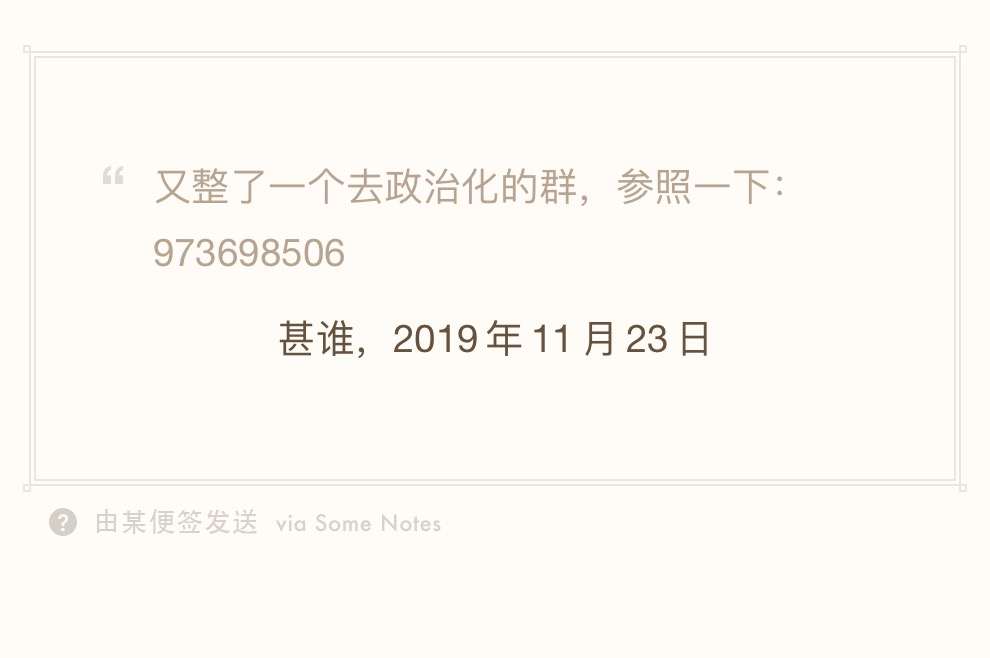 “ 又整了一个去政治化的群，参照一下：
973698506
甚谁，2019 年 11 月 23 日
? 由某便签发送 via Some Notes